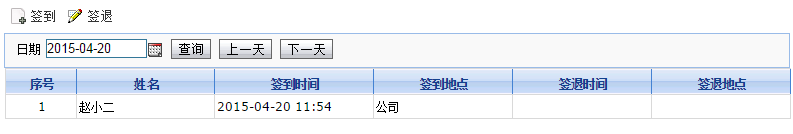 签到 签退
日期 2015-04-20 查询 上一天 下一天
序号 姓名 签到时间 签到地点 签退时间 签退地点
1 赵小二 2015-04-20 11:54 公司